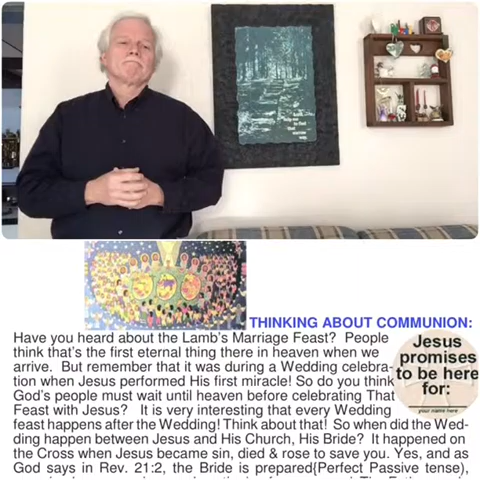 THINKING ABOUT COMMUNION:
Have you heard about the Lamb's Marriage Feast?  People
think that's the first eternal thing there in heaven when we
arrive.  But remember that it was during a Wedding celebra-
tion when Jesus performed His first miracle! So do you think
God's people must wait until heaven before celebrating That
Feast with Jesus?   It is very interesting that every Wedding
feast happens after the Wedding! Think about that!  So when did the Wed-
ding happen between Jesus and His Church, His Bride?  It happened on
the Cross when Jesus became sin, died & rose to save you. Yes, and as
God says in Rev. 21:2, the Bride is prepared{Perfect Passive tense),
Jesus
promises
to be here
for:
your name here